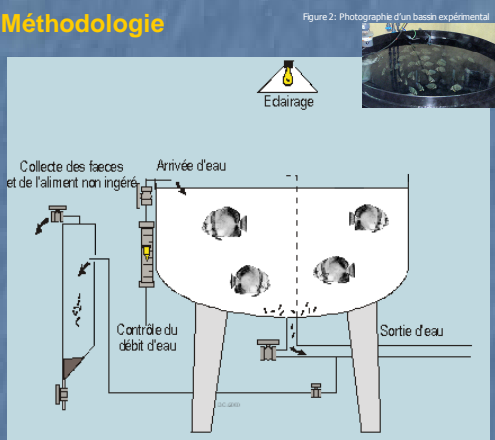 Méthodologie
Figure 2: Photographie d'un bassin expérimental
Eclairage
Collecte des fæces
et de l'aliment non ingéré
Arrivée d'eau
Contrôle du
débit d'eau
Sortie d'eau